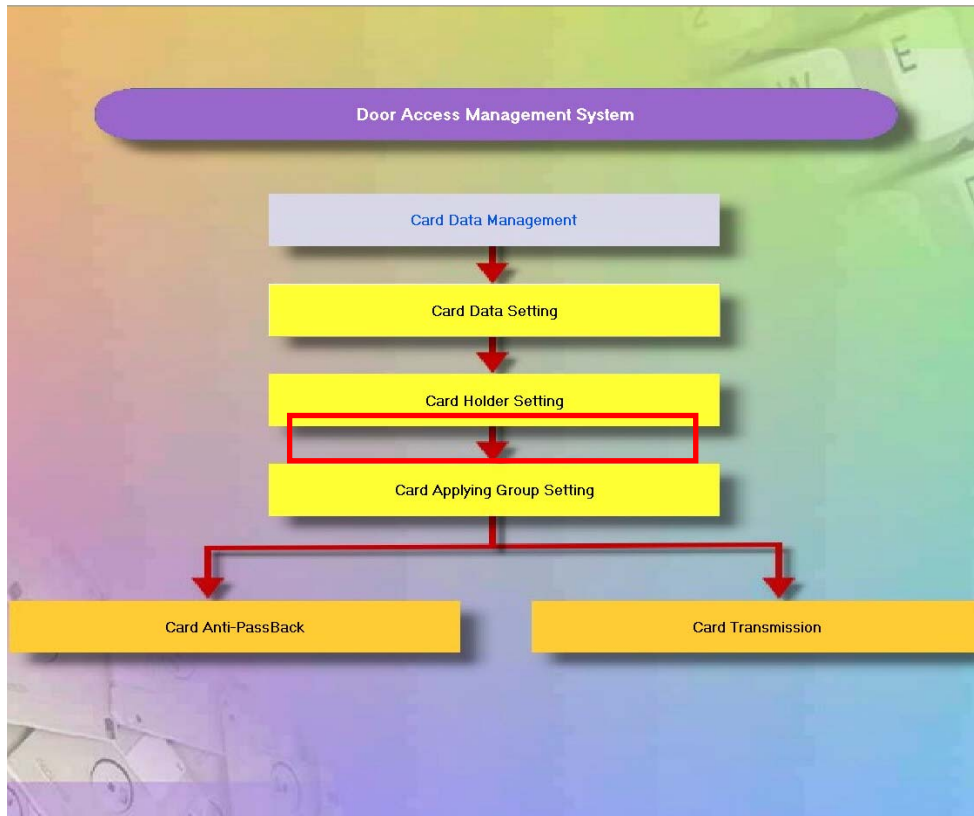 Door Access Management System
Card Data Management
Card Data Setting
Card Holder Setting
Card Applying Group Setting
Card Anti-PassBack
Card Transmission